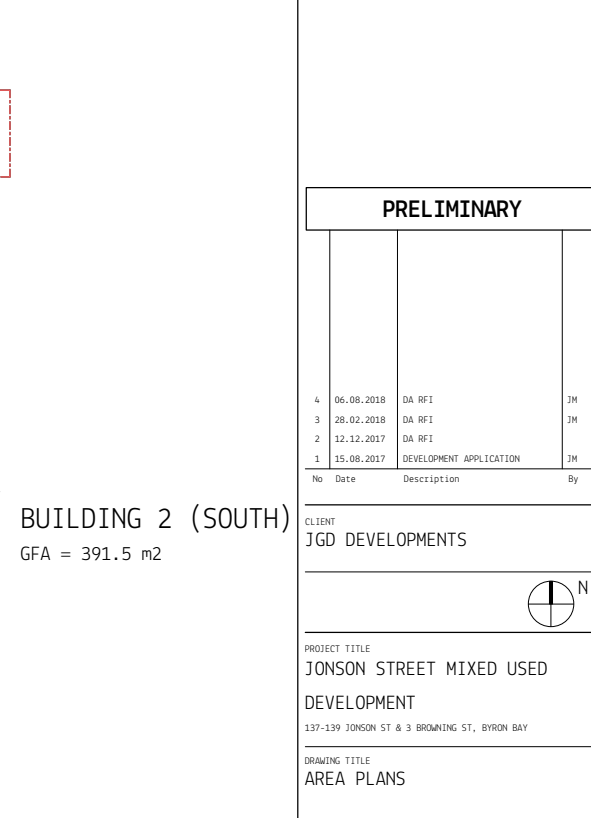 BUILDING 2 (SOUTH)
GFA = 391.5 m2
PRELIMINARY
4 06.08.2018 DA RFI JM
3 28.02.2018 DA RFI JM
2 12.12.2017 DA RFI
1 15.08.2017 DEVELOPMENT APPLICATION JM
No Date Description By
CLIENT
JGD DEVELOPMENTS
N
PROJECT TITLE
JONSON STREET MIXED USED
DEVELOPMENT
137-139 JONSON ST & 3 BROWNING ST, BYRON BAY
DRAWING TITLE
AREA PLANS